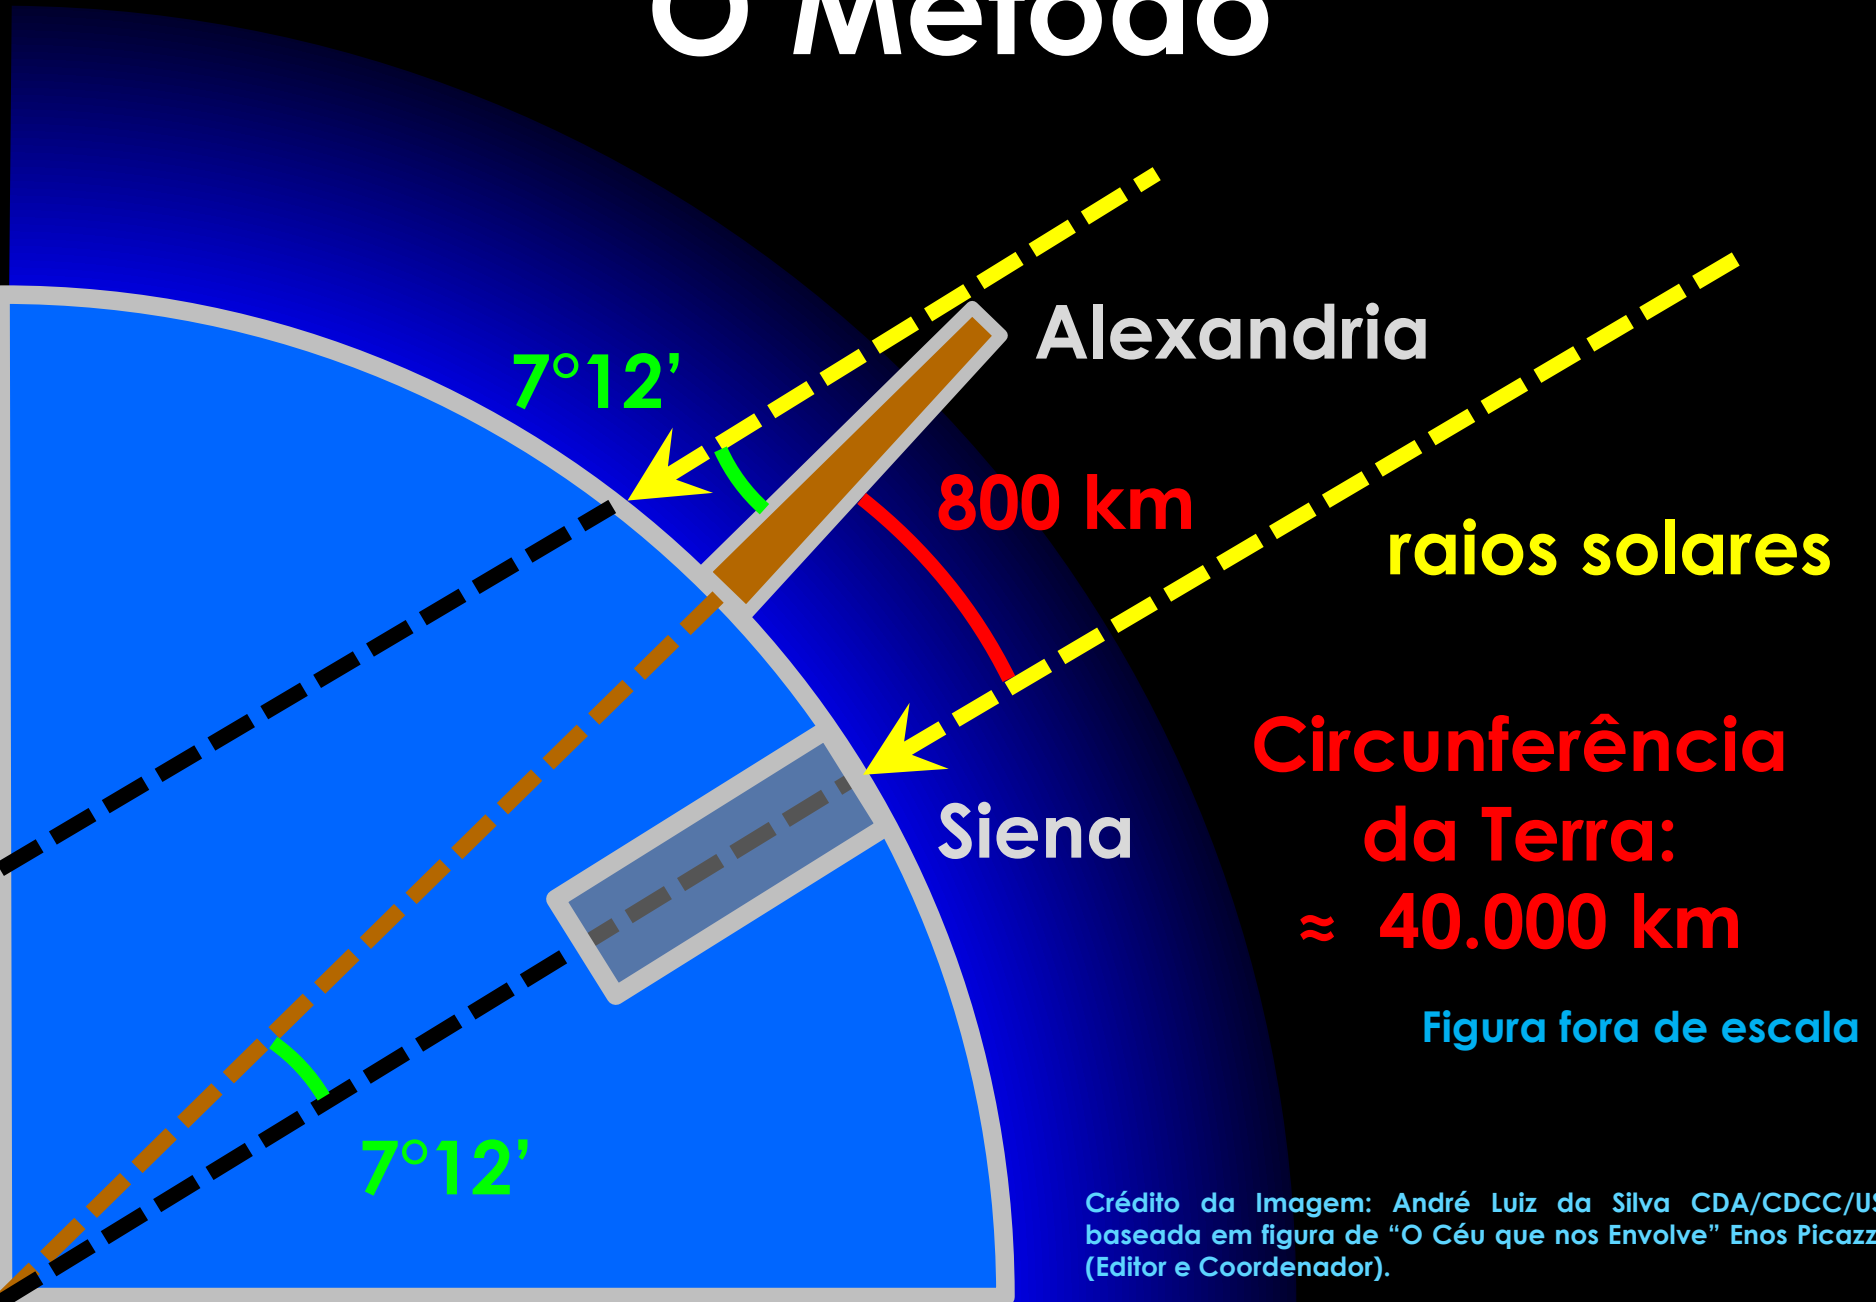 O Método
Alexandria
7°12’
800 km
raios solares
Circunferência
da Terra:
≈ 40.000 km
Siena
Figura fora de escala
7°12’
Crédito da Imagem: André Luiz da Silva
baseada em figura de “O Céu que nos Envolve” Enos
(Editor e Coordenador).